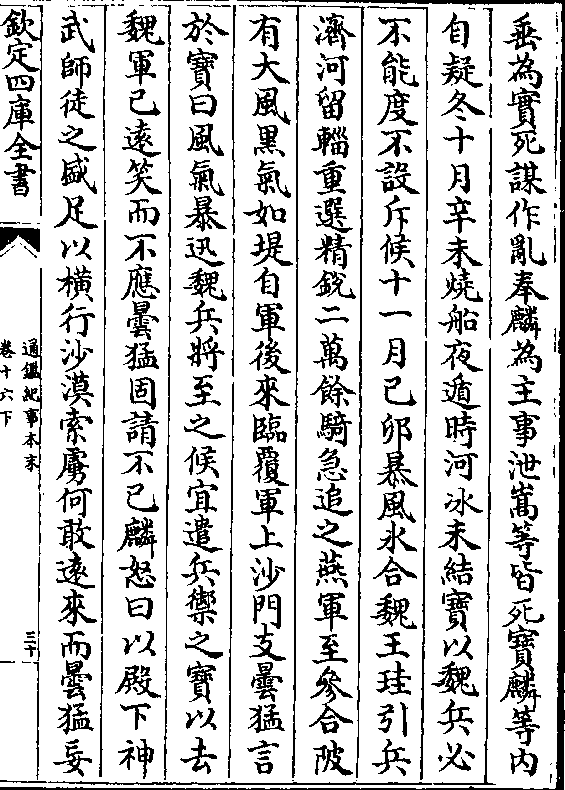 垂為實死謀作亂奉麟為主事泄嵩等皆死寶麟等內
自疑冬十月辛未燒船夜遁時河冰未結寶以魏兵必
不能度不設斥候十一月己卯暴風氷合魏王珪引兵
濟河留輜重選精銳二萬餘騎急追之燕軍至參合陂
有大風黑氣如堤自軍後來臨覆軍上沙門支曇猛言
於寶曰風氣暴迅魏兵將至之候宜遣兵禦之寶以去
魏軍已遠笑而不應曇猛固請不已麟怒曰以殿下神
武師徒之盛足以橫行沙漠索虜何敢遠來而曇猛妄
欽定四庫全書
通鑑紀事本末
卷十六下
三十